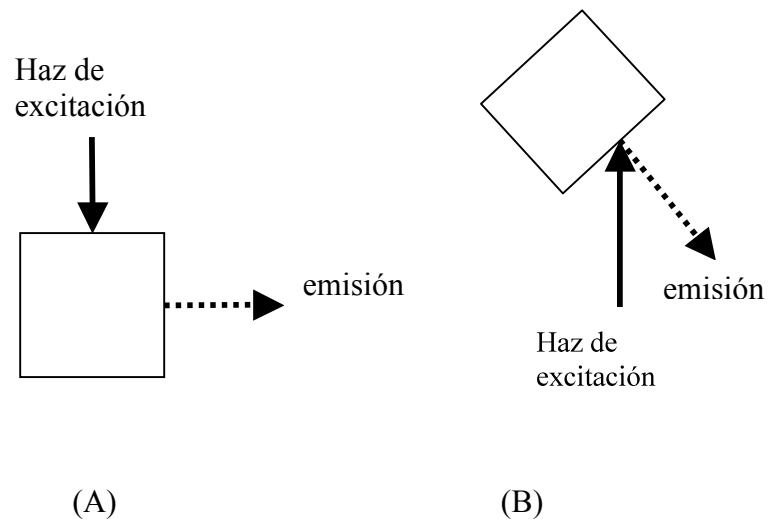 Haz de
excitación
emisión
(A)
emisión
Haz de
excitación
(B)